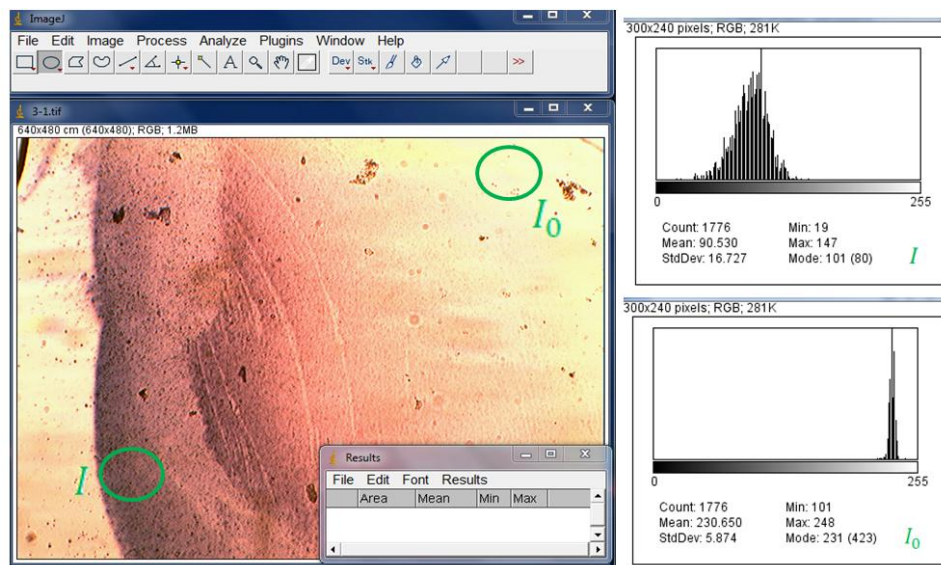 ImageJ
File Edit Image Process Analyze Plugins Window Help
A Dev Stk >>
3-1.tif
640x480 cm (640x480); RGB; 1.2MB
I₀
I
Results
File Edit Font Results
Area Mean Min Max
300x240 pixels; RGB; 281K
0 255
Count: 1776 Min: 19
Mean: 90.530 Max: 147
StdDev: 16.727 Mode: 101 (80)
I
300x240 pixels; RGB; 281K
0 255
Count: 1776 Min: 101
Mean: 230.650 Max: 248
StdDev: 5.874 Mode: 231 (423)
I₀